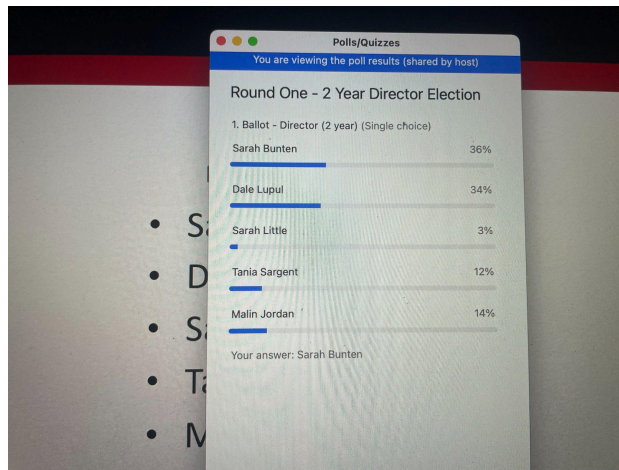 Polls/Quizzes
You are viewing the poll results (shared by host)
Round One - 2 Year Director Election
1. Ballot - Director (2 year) (Single choice)
Sarah Bunten 36%
Dale Lupul 34%
Sarah Little 3%
Tania Sargent 12%
Malin Jordan 14%
Your answer: Sarah Bunten